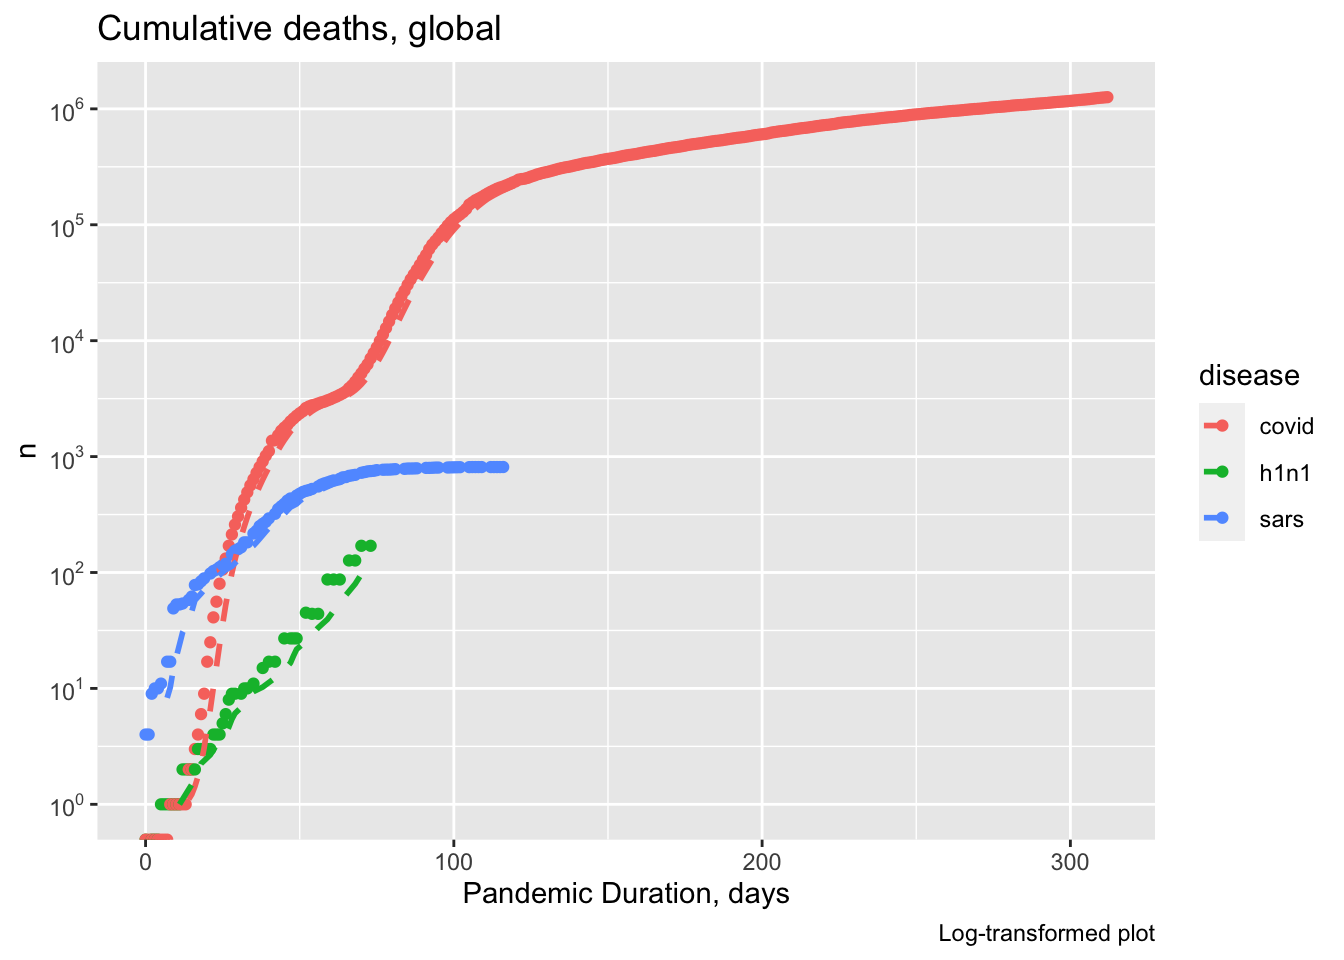 Cumulative deaths, global
n
10^6
10^5
10^4
10^3
10^2
10^1
10^0
0 100 200 300
Pandemic Duration, days
Log-transformed plot
disease
covid
h1n1
sars